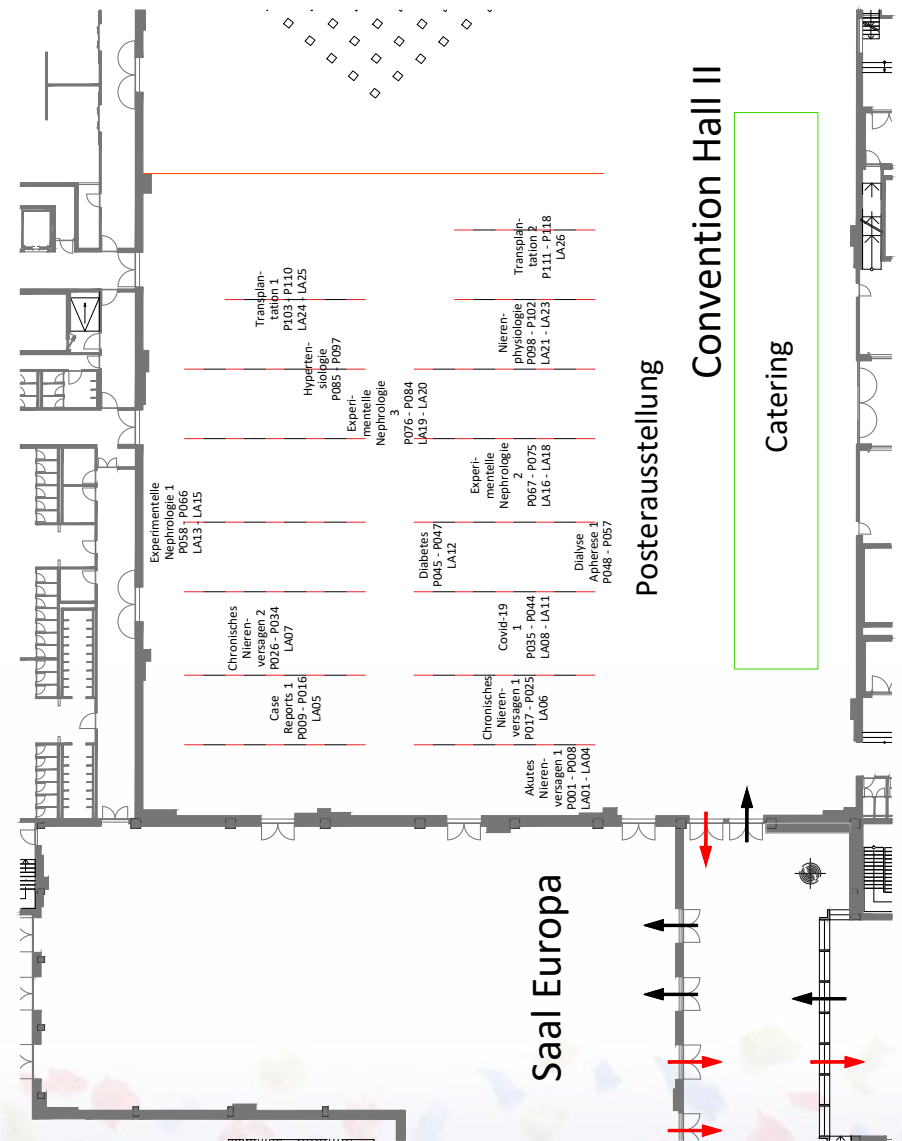 Convention Hall II
Catering
Posterausstellung
Saal Europa
Transplan-
tation 1
P103 - P110
LA24 - LA25
Transplan-
tation 2
P111 - P118
LA26
Hyperten-
siologie
P085 - P097
Nieren-
physiologie
P098 - P102
LA21 - LA23
Experi-
mentelle
Nephrologie
3
P076 - P084
LA19 - LA20
Experimentelle
Nephrologie 1
P058 - P066
LA13 - LA15
Experi-
mentelle
Nephrologie
2
P067 - P075
LA16 - LA18
Diabetes
P045 - P047
LA12
Dialyse
Apherese 1
P048 - P057
Chronisches
Nieren-
versagen 2
P026 - P034
LA07
Covid-19
1
P035 - P044
LA08 - LA11
Case
Reports 1
P009 - P016
LA05
Chronisches
Nieren-
versagen 1
P017 - P025
LA06
Akutes
Nieren-
versagen 1
P001 - P008
LA01 - LA04